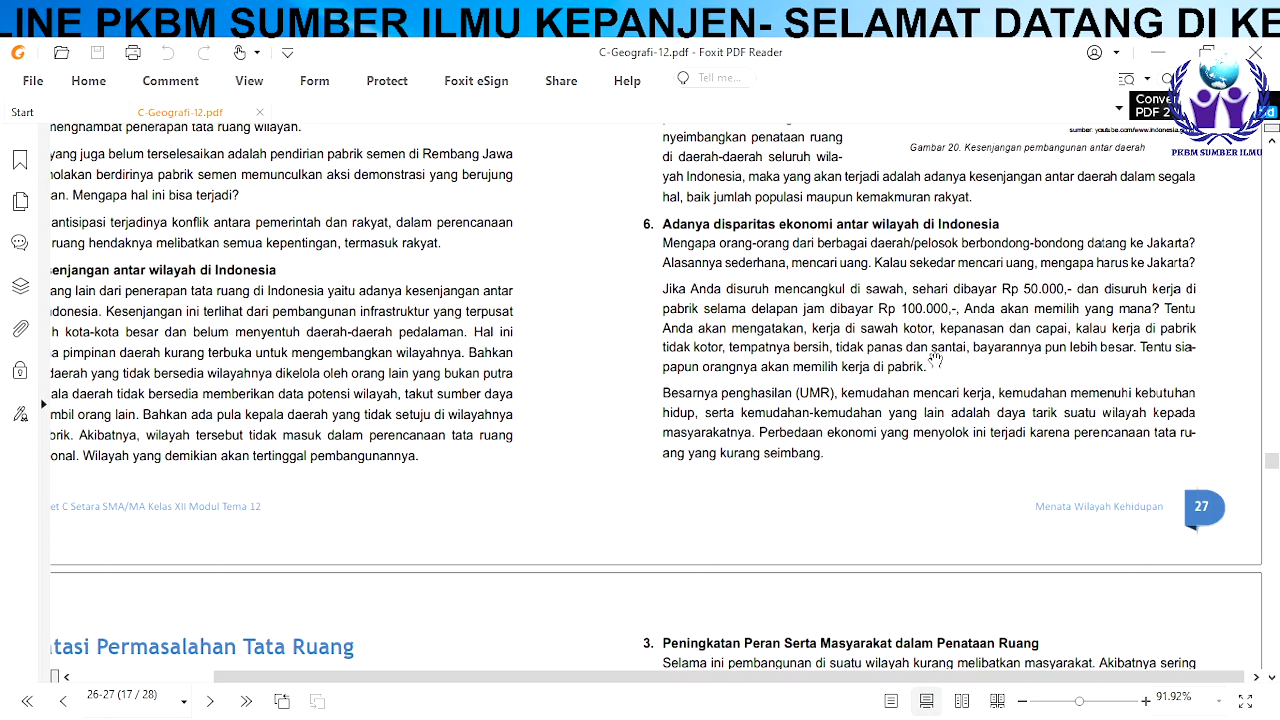 LINE PKBM SUMBER ILMU KEPANJEN- SELAMAT DATANG DI KE
C-Geografi-12.pdf - Foxit PDF Reader
File Home Comment View Form Protect Foxit eSign Share Help Tell me...
Start C-Geografi-12.pdf
Conver
PDF 2
PKBM SUMBER ILMU
menghambat penerapan tata ruang wilayah.
yang juga belum terselesaikan adalah pendirian pabrik semen di Rembang Jawa
nolakan berdirinya pabrik semen memunculkan aksi demonstrasi yang berujung
an. Mengapa hal ini bisa terjadi?
antisipasi terjadinya konflik antara pemerintah dan rakyat, dalam perencanaan
ruang hendaknya melibatkan semua kepentingan, termasuk rakyat.
senjangan antar wilayah di Indonesia
ang lain dari penerapan tata ruang di Indonesia yaitu adanya kesenjangan antar
donesia. Kesenjangan ini terlihat dari pembangunan infrastruktur yang terpusat
h kota-kota besar dan belum menyentuh daerah-daerah pedalaman. Hal ini
a pimpinan daerah kurang terbuka untuk mengembangkan wilayahnya. Bahkan
daerah yang tidak bersedia wilayahnya dikelola oleh orang lain yang bukan putra
ala daerah tidak bersedia memberikan data potensi wilayah, takut sumber daya
mbil orang lain. Bahkan ada pula kepala daerah yang tidak setuju di wilayahnya
brik. Akibatnya, wilayah tersebut tidak masuk dalam perencanaan tata ruang
onal. Wilayah yang demikian akan tertinggal pembangunannya.
et C Setara SMA/MA Kelas XII Modul Tema 12
nyeimbangkan penataan ruang
di daerah-daerah seluruh wila-
yah Indonesia, maka yang akan terjadi adalah adanya kesenjangan antar daerah dalam segala
hal, baik jumlah populasi maupun kemakmuran rakyat.
sumber: youtube.com/www.indonesia.g
Gambar 20. Kesenjangan pembangunan antar daerah
6. Adanya disparitas ekonomi antar wilayah di Indonesia
Mengapa orang-orang dari berbagai daerah/pelosok berbondong-bondong datang ke Jakarta?
Alasannya sederhana, mencari uang. Kalau sekedar mencari uang, mengapa harus ke Jakarta?
Jika Anda disuruh mencangkul di sawah, sehari dibayar Rp 50.000,- dan disuruh kerja di
pabrik selama delapan jam dibayar Rp 100.000,-, Anda akan memilih yang mana? Tentu
Anda akan mengatakan, kerja di sawah kotor, kepanasan dan capai, kalau kerja di pabrik
tidak kotor, tempatnya bersih, tidak panas dan santai, bayarannya pun lebih besar. Tentu sia-
papun orangnya akan memilih kerja di pabrik.
Besarnya penghasilan (UMR), kemudahan mencari kerja, kemudahan memenuhi kebutuhan
hidup, serta kemudahan-kemudahan yang lain adalah daya tarik suatu wilayah kepada
masyarakatnya. Perbedaan ekonomi yang menyolok ini terjadi karena perencanaan tata ru-
ang yang kurang seimbang.
Menata Wilayah Kehidupan 27
atasi Permasalahan Tata Ruang
3. Peningkatan Peran Serta Masyarakat dalam Penataan Ruang
Selama ini pembangunan di suatu wilayah kurang melibatkan masyarakat. Akibatnya sering
26-27 (17 / 28)
91.92%